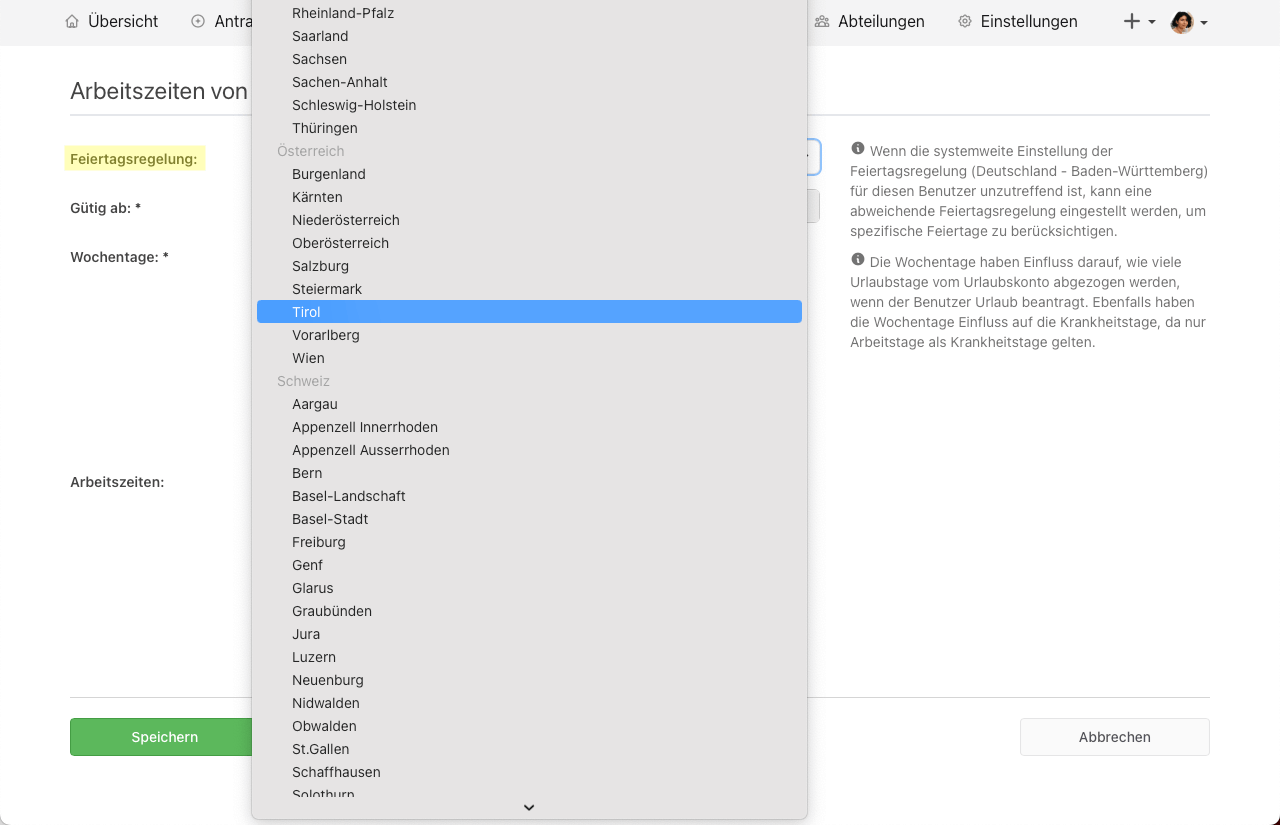 Übersicht
Antra
Abteilungen
Einstellungen
Arbeitszeiten von
Feiertagsregelung:
Gütig ab: *
Wochentage: *
Arbeitszeiten:
Rheinland-Pfalz
Saarland
Sachsen
Sachen-Anhalt
Schleswig-Holstein
Thüringen
Österreich
Burgenland
Kärnten
Niederösterreich
Oberösterreich
Salzburg
Steiermark
Tirol
Vorarlberg
Wien
Schweiz
Aargau
Appenzell Innerrhoden
Appenzell Ausserrhoden
Bern
Basel-Landschaft
Basel-Stadt
Freiburg
Genf
Glarus
Graubünden
Jura
Luzern
Neuenburg
Nidwalden
Obwalden
St.Gallen
Schaffhausen
Solothurn
Wenn die systemweite Einstellung der
Feiertagsregelung (Deutschland - Baden-Württemberg)
für diesen Benutzer unzutreffend ist, kann eine
abweichende Feiertagsregelung eingestellt werden, um
spezifische Feiertage zu berücksichtigen.
Die Wochentage haben Einfluss darauf, wie viele
Urlaubstage vom Urlaubskonto abgezogen werden,
wenn der Benutzer Urlaub beantragt. Ebenfalls haben
die Wochentage Einfluss auf die Krankheitstage, da nur
Arbeitstage als Krankheitstage gelten.
Speichern
Abbrechen